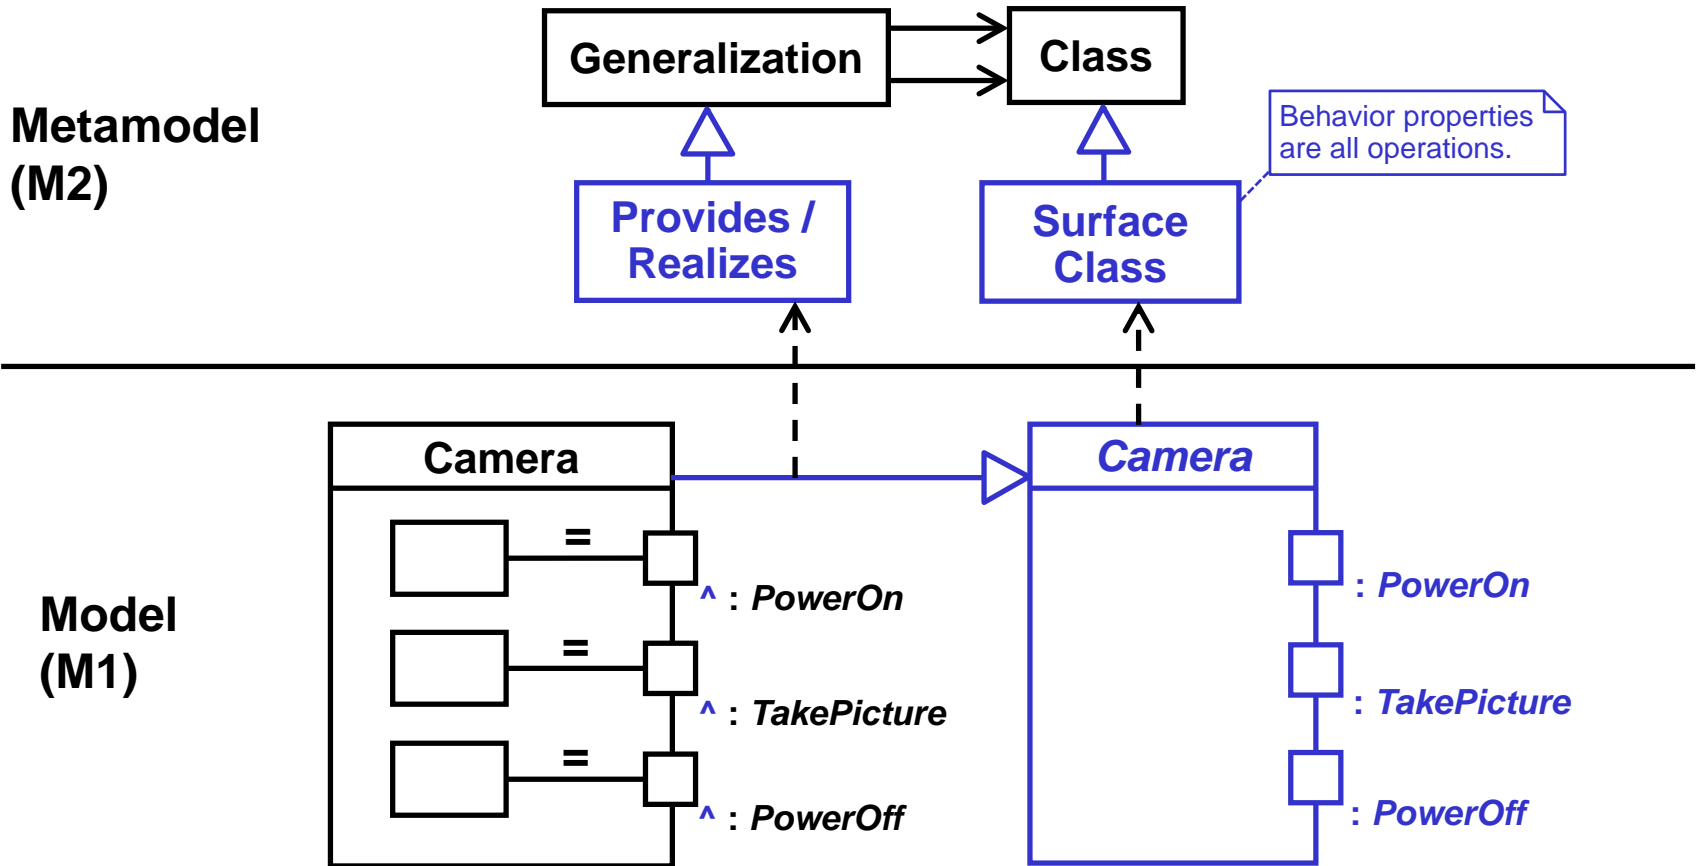 Generalization
Class
Metamodel
(M2)
Behavior properties
are all operations.
Provides /
Realizes
Surface
Class
Camera
Camera
=
^ : PowerOn
: PowerOn
Model
(M1)
=
^ : TakePicture
: TakePicture
=
^ : PowerOff
: PowerOff